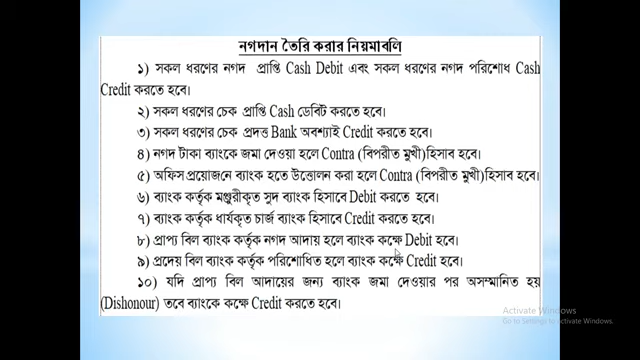 নগদান তৈরি করার নিয়মাবলি
১) সকল ধরণের নগদ প্রাপ্তি Cash Debit এবং সকল ধরণের নগদ পরিশোধ Cash
Credit করতে হবে।
২) সকল ধরণের চেক প্রাপ্তি Cash ডেবিট করতে হবে।
৩) সকল ধরণের চেক প্রদত্ত Bank অবশ্যাই Credit করতে হবে।
৪) নগদ টাকা ব্যাংকে জমা দেওয়া হলে Contra (বিপরীত মুখী)হিসাব হবে।
৫) অফিস প্রয়োজনে ব্যাংক হতে উত্তোলন করা হলে Contra (বিপরীত মুখী)হিসাব হবে।
৬) ব্যাংক কর্তৃক মঞ্জুরীকৃত সুদ ব্যাংক হিসাবে Debit করতে হবে।
৭) ব্যাংক কর্তৃক ধার্যকৃত চার্জ ব্যাংক হিসাবে Credit করতে হবে।
৮) প্রাপ্য বিল ব্যাংক কর্তৃক নগদ আদায় হলে ব্যাংক কক্ষে Debit হবে।
৯) প্রদেয় বিল ব্যাংক কর্তৃক পরিশোধিত হলে ব্যাংক কক্ষে Credit হবে।
১০) যদি প্রাপ্য বিল আদায়ের জন্য ব্যাংক জমা দেওয়ার পর অসম্মানিত হয়
(Dishonour) তবে ব্যাংকে কক্ষে Credit করতে হবে।
Activate Windows
Go to Settings to activate Windows.